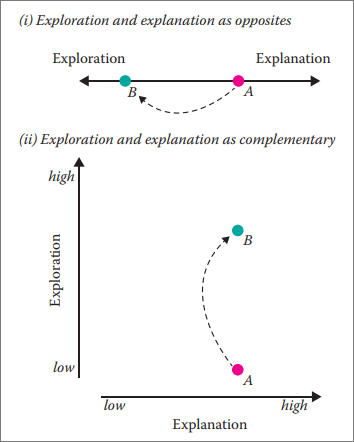 (i) Exploration and explanation as opposites
Exploration Explanation
B A
(ii) Exploration and explanation as complementary
high
B
Exploration
low
A
low high
Explanation